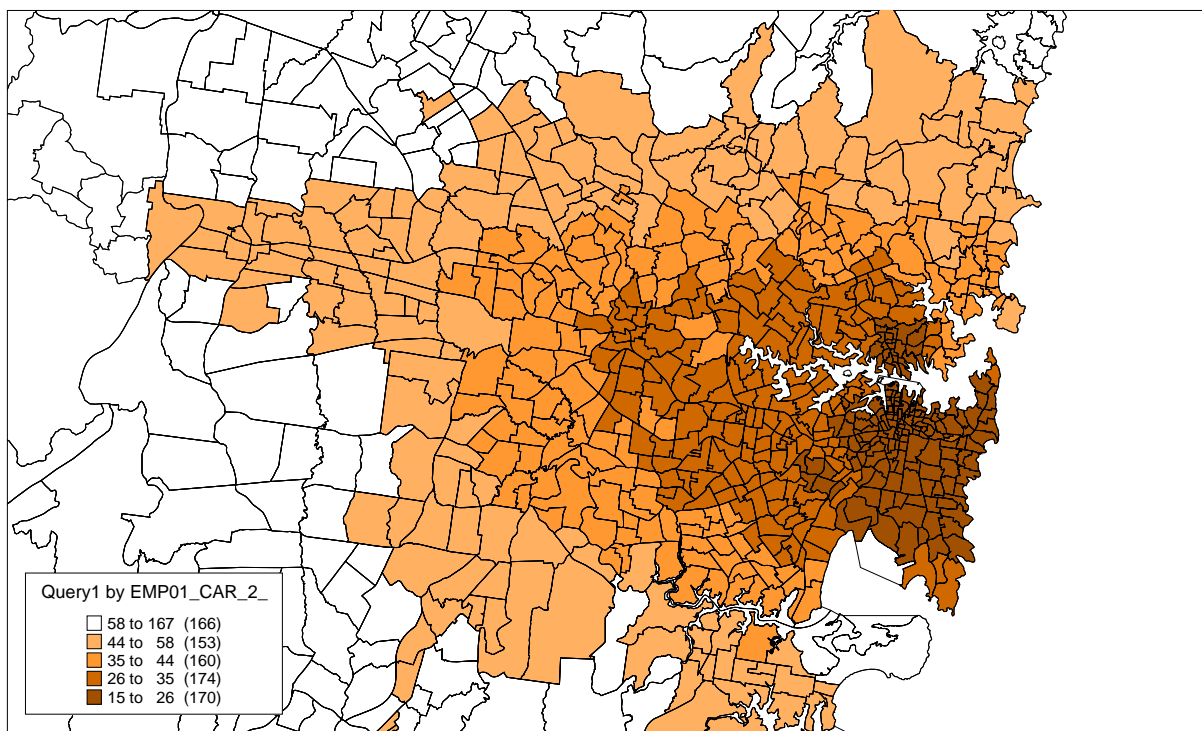 Query1 by EMP01_CAR_2_
58 to 167 (166)
44 to 58 (153)
35 to 44 (160)
26 to 35 (174)
15 to 26 (170)